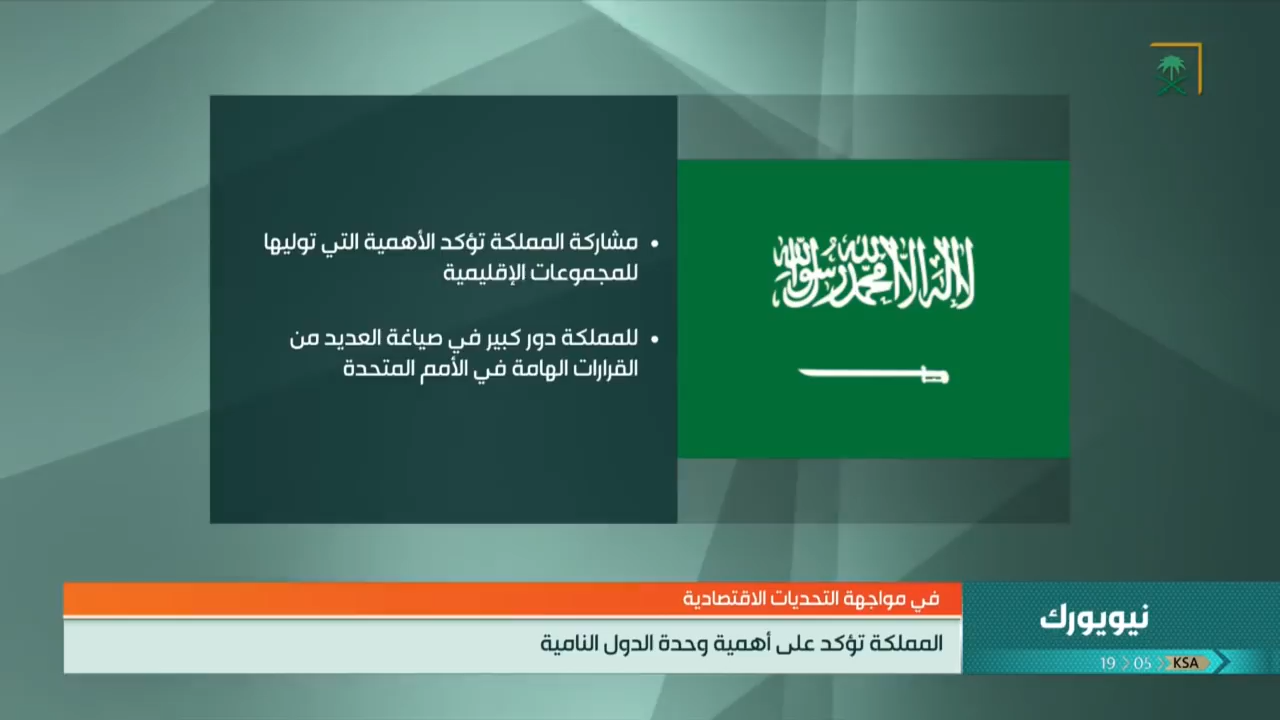 لا إله إلا الله محمد رسول الله
• مشاركة المملكة تؤكد الأهمية التي توليها
للمجموعات الإقليمية
• للمملكة دور كبير في صياغة العديد من
القرارات الهامة في الأمم المتحدة
في مواجهة التحديات الاقتصادية
نيويورك
المملكة تؤكد على أهمية وحدة الدول النامية
19 > 05 > KSA